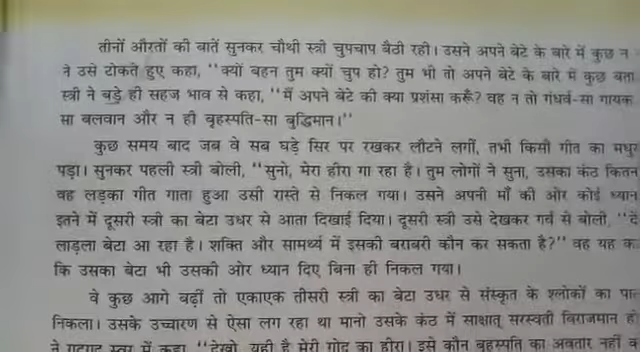 तीनों औरतों की बातें सुनकर चौथी स्त्री चुपचाप बैठी रही। उसने अपने बेटे के बारे में कुछ न
ने उसे टोकते हुए कहा, "क्यों बहन तुम क्यों चुप हो? तुम भी तो अपने बेटे के बारे में कुछ बता
स्त्री ने बड़े ही सहज भाव से कहा, "मैं अपने बेटे की क्या प्रशंसा करूँ? वह न तो गंधर्व-सा गायक
सा बलवान और न ही बृहस्पति-सा बुद्धिमान।"
कुछ समय बाद जब वे सब घड़े सिर पर रखकर लौटने लगीं, तभी किसी गीत का मधुर
पड़ा। सुनकर पहली स्त्री बोली, "सुनो, मेरा हीरा गा रहा है। तुम लोगों ने सुना, उसका कंठ कितन
वह लड़का गीत गाता हुआ उसी रास्ते से निकल गया। उसने अपनी माँ की ओर कोई ध्यान
इतने में दूसरी स्त्री का बेटा उधर से आता दिखाई दिया। दूसरी स्त्री उसे देखकर गर्व से बोली, "दे
लाड़ला बेटा आ रहा है। शक्ति और सामर्थ्य में इसकी बराबरी कौन कर सकता है?" वह यह क
कि उसका बेटा भी उसकी ओर ध्यान दिए बिना ही निकल गया।
वे कुछ आगे बढ़ीं तो एकाएक तीसरी स्त्री का बेटा उधर से संस्कृत के श्लोकों का पा
निकला। उसके उच्चारण से ऐसा लग रहा था मानो उसके कंठ में साक्षात् सरस्वती विराजमान हो
ने गदगद स्वर में कहा, "देखो, यही है मेरी गोद का हीरा। इसे कौन बृहस्पति का अवतार नहीं क